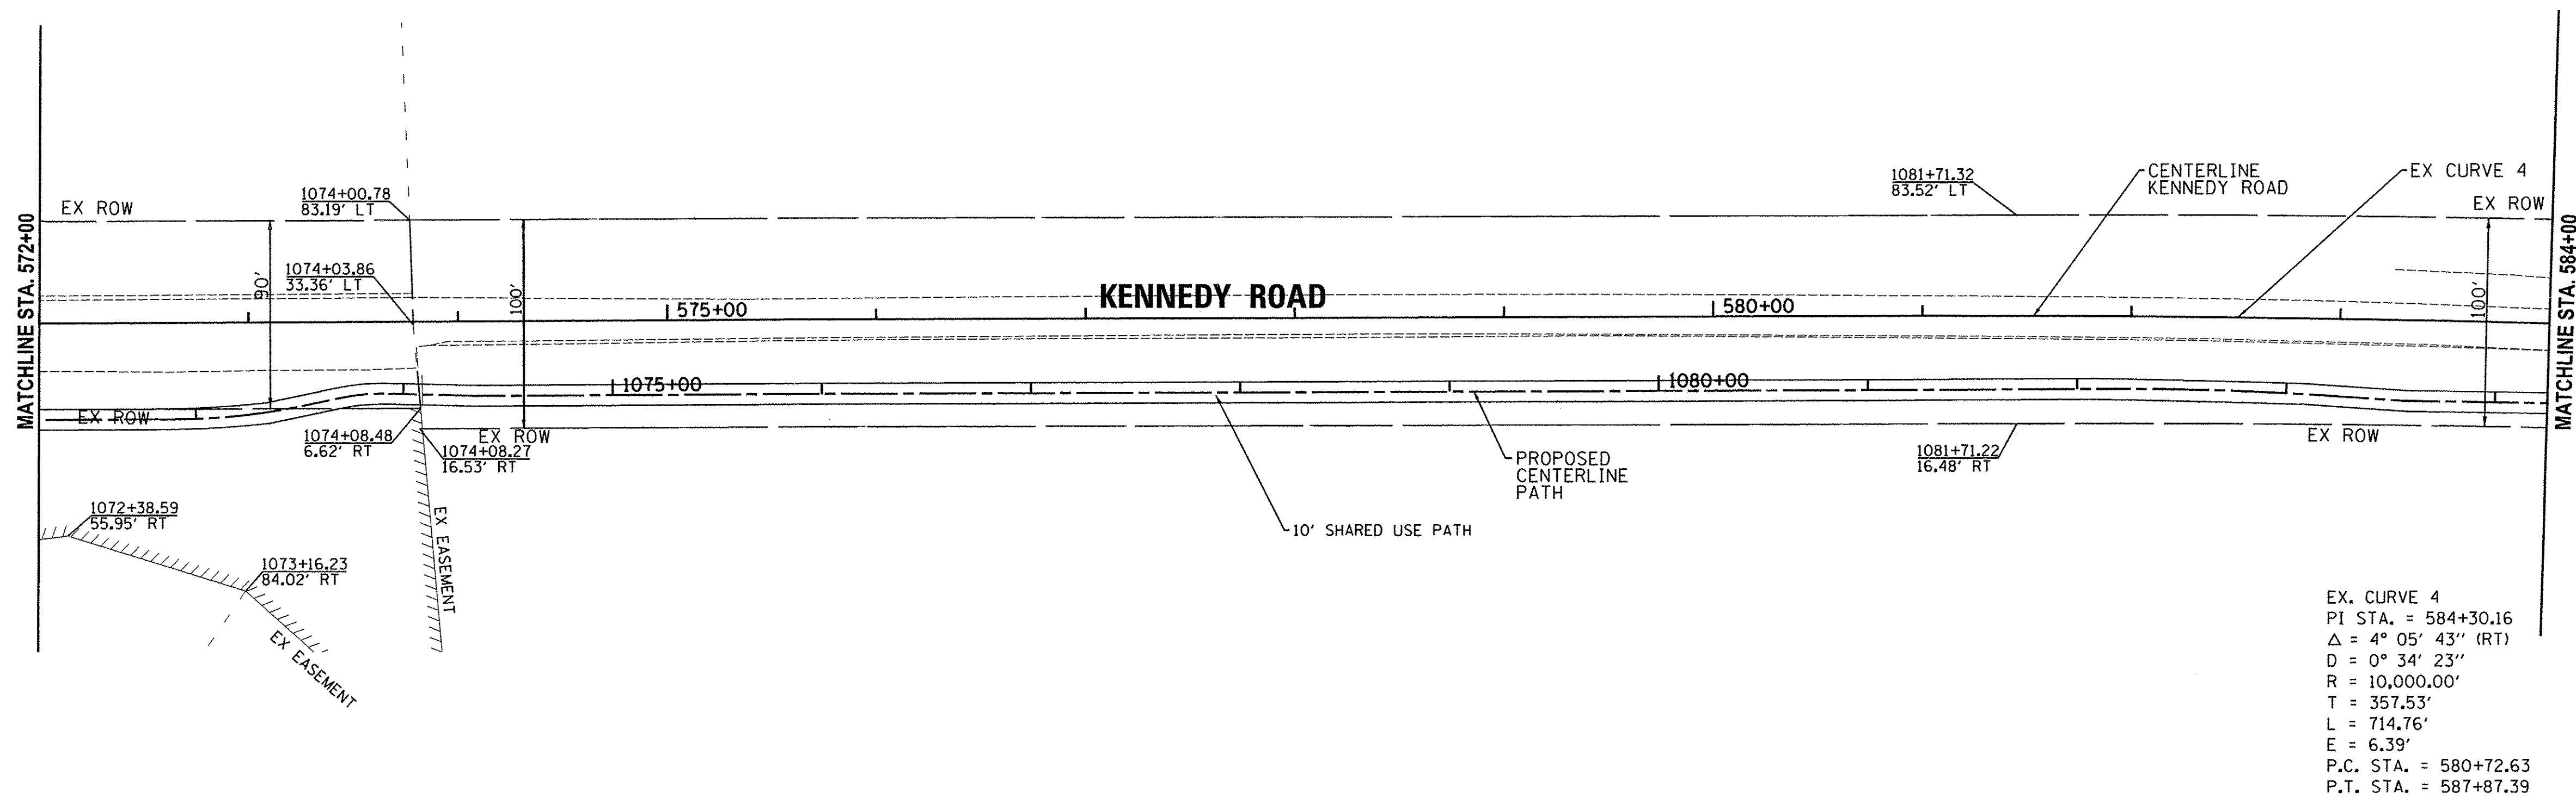 MATCHLINE STA. 572+00
EX ROW
90'
1074+00.78
83.19' LT
1074+03.86
33.36' LT
100'
KENNEDY ROAD
575+00
580+00
1081+71.32
83.52' LT
CENTERLINE
KENNEDY ROAD
EX CURVE 4
EX ROW
100'
MATCHLINE STA. 584+00
EX ROW
1075+00
1080+00
1074+08.48
6.62' RT
EX ROW
1074+08.27
16.53' RT
PROPOSED
CENTERLINE
PATH
10' SHARED USE PATH
1081+71.22
16.48' RT
EX ROW
1072+38.59
55.95' RT
1073+16.23
84.02' RT
EX EASEMENT
EX EASEMENT
EX. CURVE 4
PI STA. = 584+30.16
Δ = 4° 05' 43'' (RT)
D = 0° 34' 23''
R = 10,000.00'
T = 357.53'
L = 714.76'
E = 6.39'
P.C. STA. = 580+72.63
P.T. STA. = 587+87.39